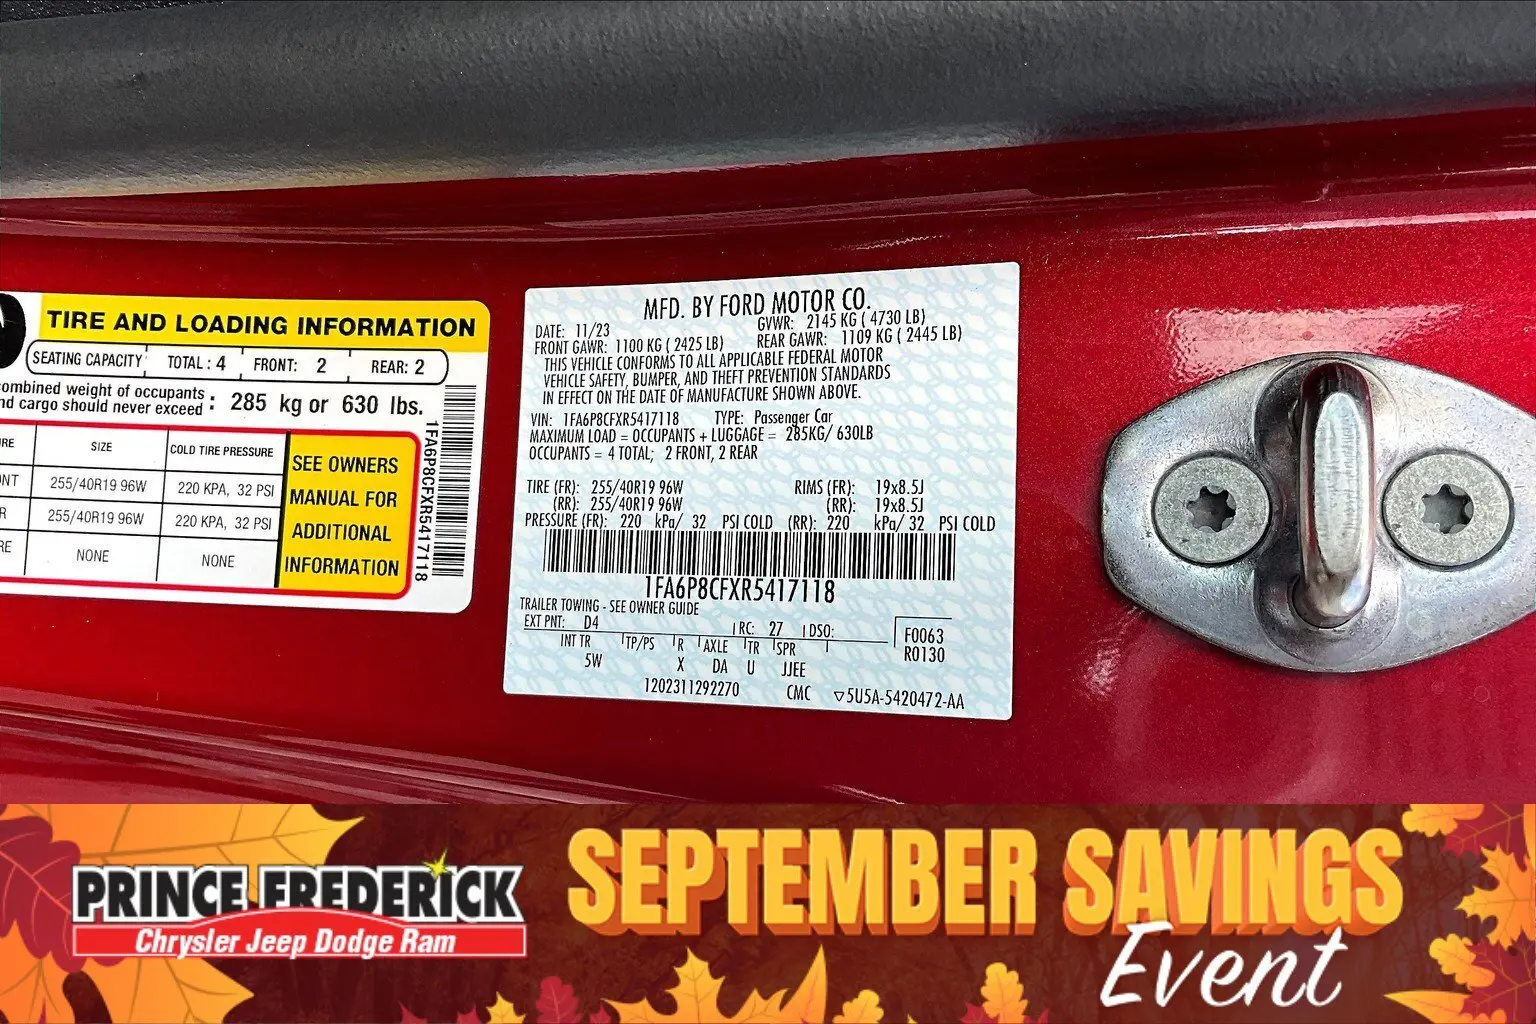 TIRE AND LOADING INFORMATION
SEATING CAPACITY TOTAL: 4 FRONT: 2 REAR: 2
combined weight of occupants
and cargo should never exceed : 285 kg or 630 lbs.
SIZE COLD TIRE PRESSURE
255/40R19 96W 220 KPA, 32 PSI
255/40R19 96W 220 KPA, 32 PSI
NONE NONE
SEE OWNERS
MANUAL FOR
ADDITIONAL
INFORMATION
1FA6P8CFXR5417118
MFD. BY FORD MOTOR CO.
DATE: 11/23 GVWR: 2145 KG ( 4730 LB)
FRONT GAWR: 1100 KG ( 2425 LB) REAR GAWR: 1109 KG ( 2445 LB)
THIS VEHICLE CONFORMS TO ALL APPLICABLE FEDERAL MOTOR
VEHICLE SAFETY, BUMPER, AND THEFT PREVENTION STANDARDS
IN EFFECT ON THE DATE OF MANUFACTURE SHOWN ABOVE.
VIN: 1FA6P8CFXR5417118 TYPE: Passenger Car
MAXIMUM LOAD = OCCUPANTS + LUGGAGE = 285KG/ 630LB
OCCUPANTS = 4 TOTAL; 2 FRONT, 2 REAR
TIRE (FR): 255/40R19 96W RIMS (FR): 19x8.5J
(RR): 255/40R19 96W (RR): 19x8.5J
PRESSURE (FR): 220 kPa/ 32 PSI COLD (RR): 220 kPa/ 32 PSI COLD
1FA6P8CFXR5417118
TRAILER TOWING - SEE OWNER GUIDE
EXT PNT: D4 RC: 27 DSO: F0063
INT TR TP/PS R AXLE TR SPR R0130
5W X DA U JJEE
1202311292270 CMC ▽5U5A-5420472-AA
PRINCE FREDERICK
Chrysler Jeep Dodge Ram
SEPTEMBER SAVINGS
Event